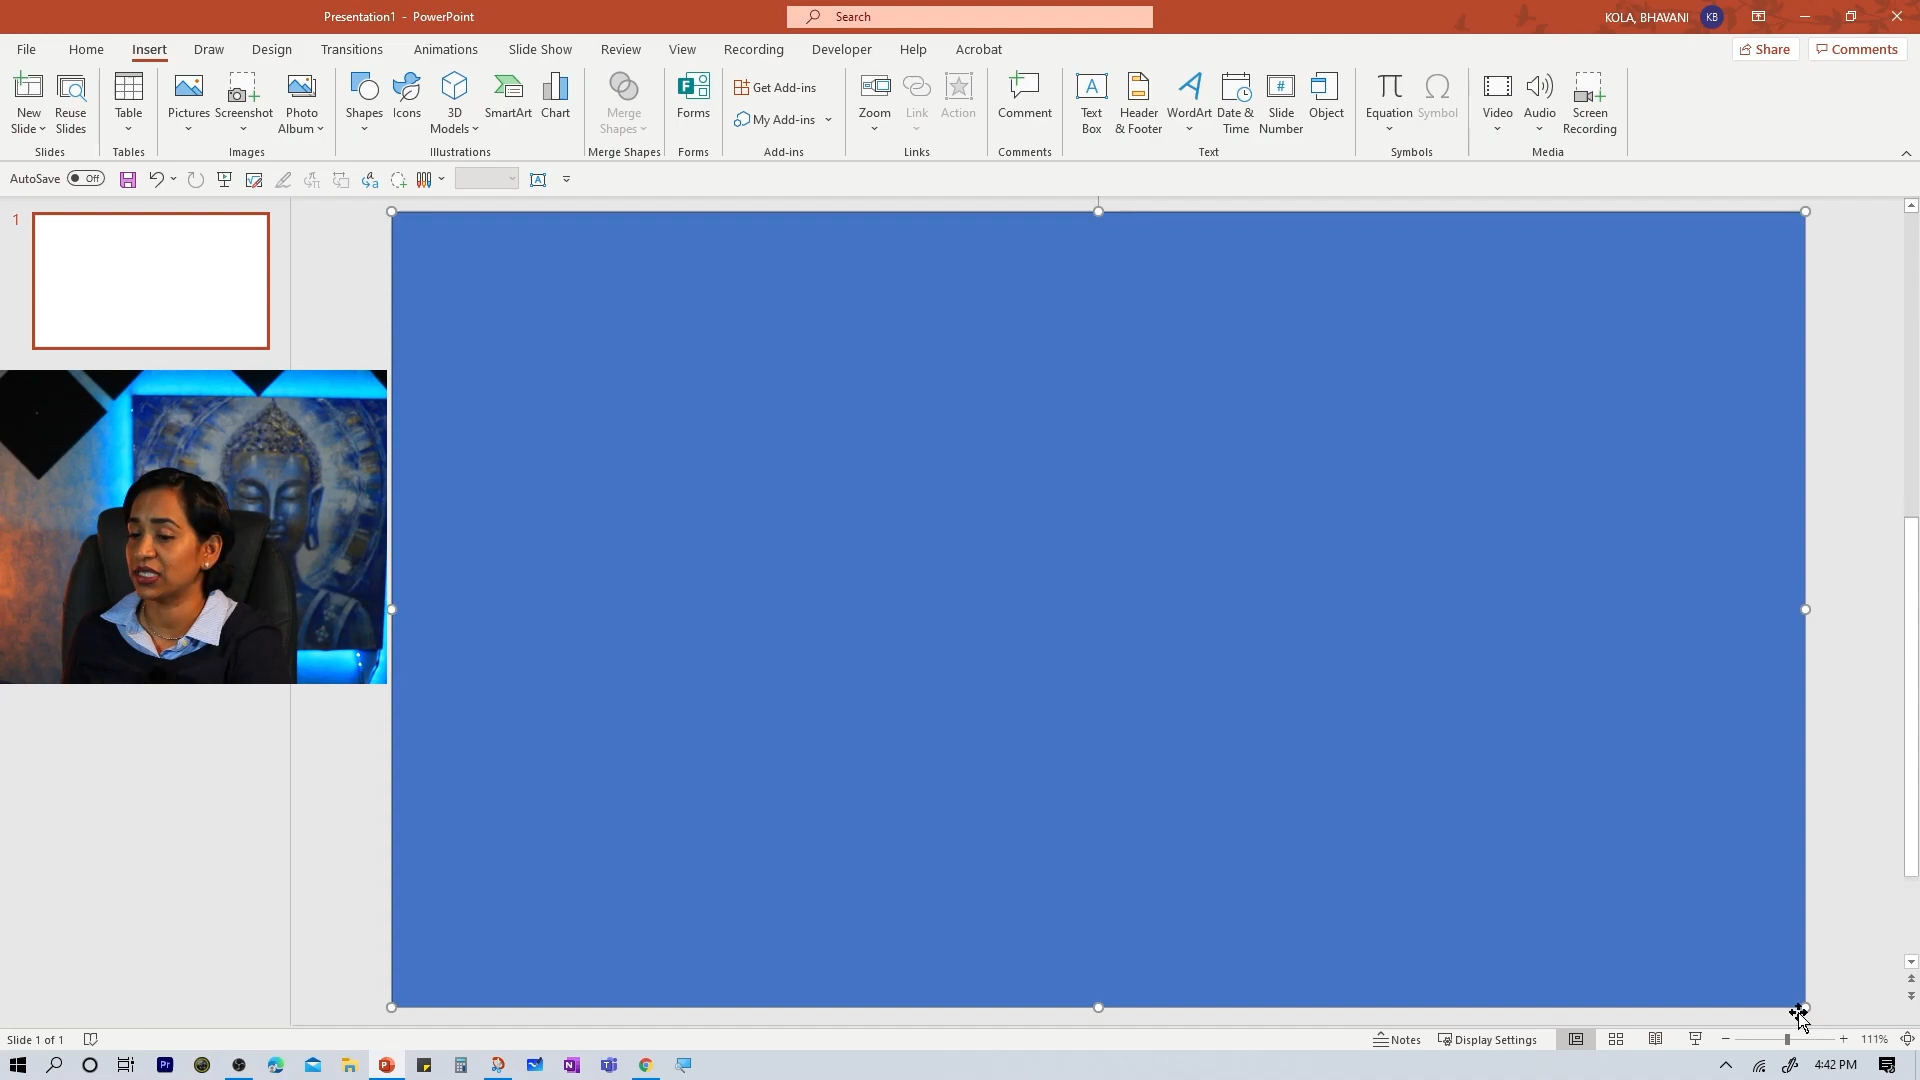 Presentation1 - PowerPoint
Search
KOLA, BHAVANI
KB
File Home Insert Draw Design Transitions Animations Slide Show Review View Recording Developer Help Acrobat
Share
Comments
New Slide
Reuse Slides
Table
Pictures
Screenshot
Photo Album
Shapes
Icons
3D Models
SmartArt
Chart
Merge Shapes
Forms
Get Add-ins
My Add-ins
Zoom
Link
Action
Comment
Text Box
Header & Footer
WordArt
Date & Time
Slide Number
Object
Equation
Symbol
Video
Audio
Screen Recording
Slides Tables Images Illustrations Merge Shapes Forms Add-ins Links Comments Text Symbols Media
AutoSave Off
1
Slide 1 of 1
Notes
Display Settings
111%
4:42 PM